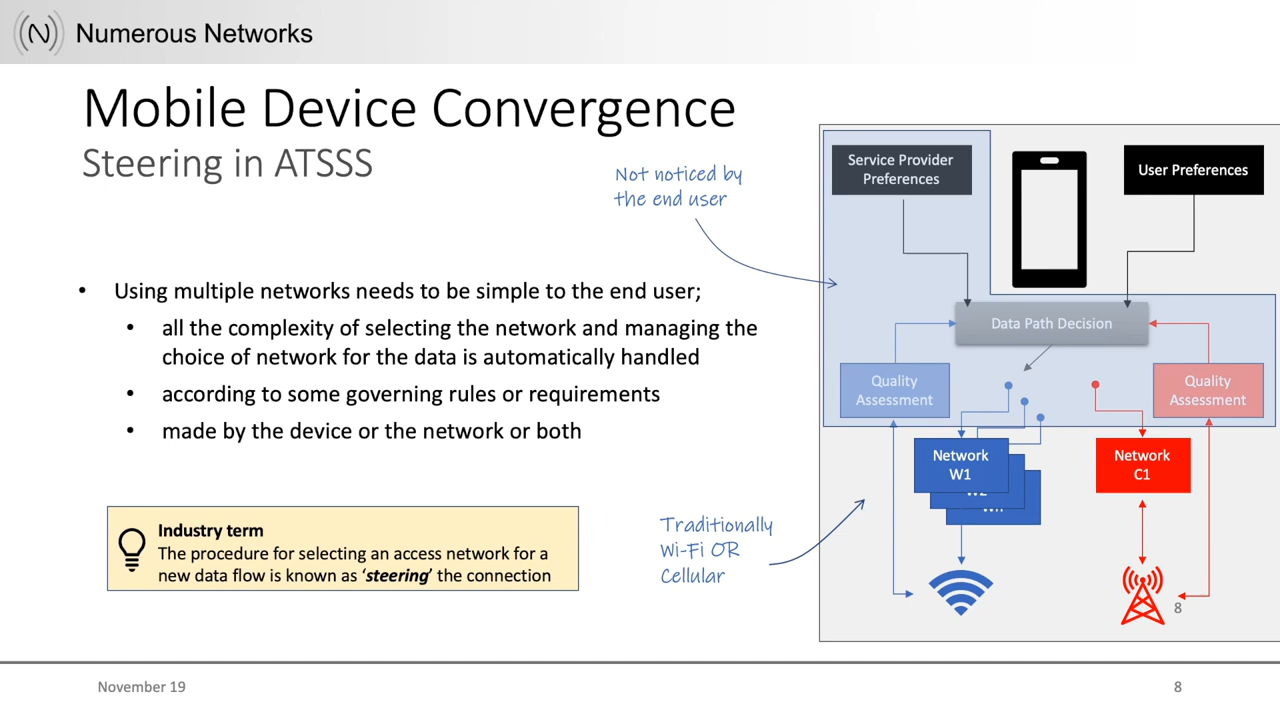 Numerous Networks
Mobile Device Convergence
Steering in ATSSS
Not noticed by
the end user
Service Provider
Preferences
User Preferences
• Using multiple networks needs to be simple to the end user;
• all the complexity of selecting the network and managing the
choice of network for the data is automatically handled
• according to some governing rules or requirements
• made by the device or the network or both
Data Path Decision
Quality
Assessment
Quality
Assessment
Network
W1
Network
C1
Industry term
The procedure for selecting an access network for a
new data flow is known as ‘steering’ the connection
Traditionally
Wi-Fi OR
Cellular
8
November 19
8